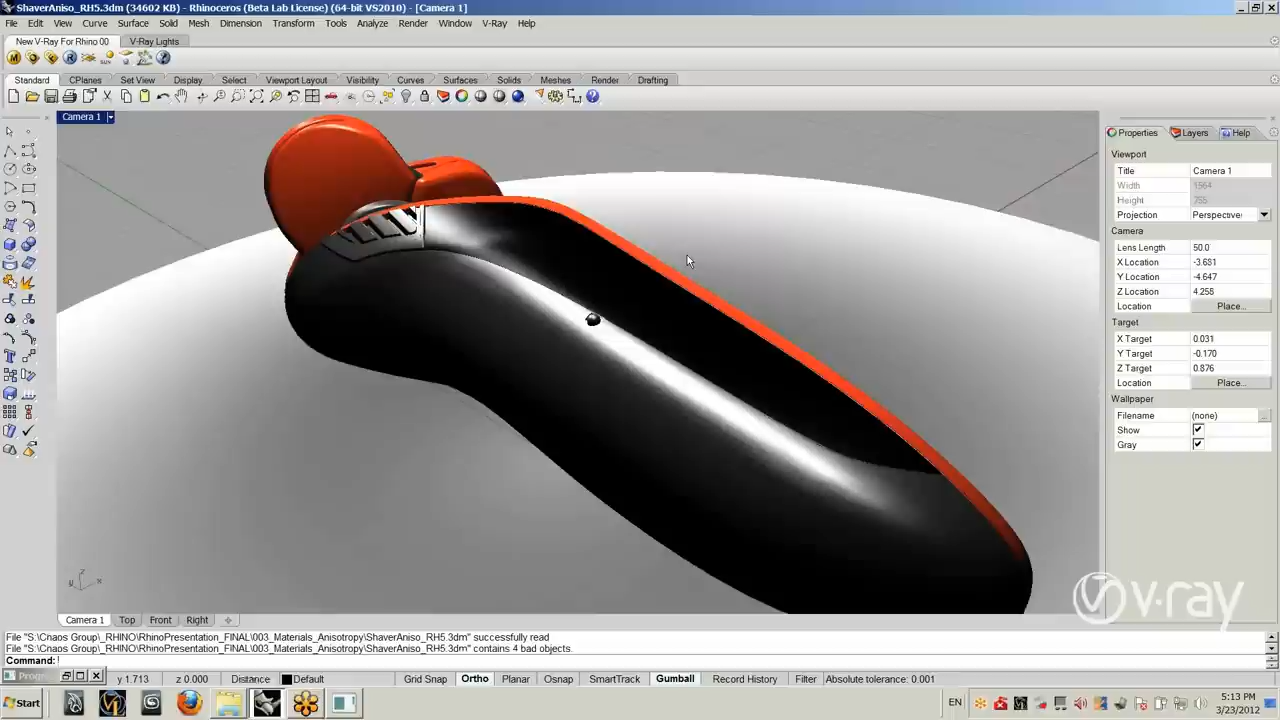 ShaverAniso_RH5.3dm (34602 KB) - Rhinoceros (Beta Lab License) (64-bit VS2010) - [Camera 1]
File Edit View Curve Surface Solid Mesh Dimension Transform Tools Analyze Render Window V-Ray Help
New V-Ray For Rhino 00 V-Ray Lights
Standard CPlanes Set View Display Select Viewport Layout Visibility Curves Surfaces Solids Meshes Render Drafting
Camera 1
Properties Layers Help
Viewport
Title Camera 1
Width 1564
Height 755
Projection Perspective
Camera
Lens Length 50.0
X Location -3.681
Y Location -4.647
Z Location 4.256
Location Place...
Target
X Target 0.031
Y Target -0.170
Z Target 0.876
Location Place...
Wallpaper
Filename (none)
Show
Gray
v·ray
Camera 1 Top Front Right
File "S:\Chaos Group\_RHINO\RhinoPresentation_FINAL\003_Materials_Anisotropy\ShaverAniso_RH5.3dm" successfully read
File "S:\Chaos Group\_RHINO\RhinoPresentation_FINAL\003_Materials_Anisotropy\ShaverAniso_RH5.3dm" contains 4 bad objects.
Command: !
y 1.713 z 0.000 Distance Default Grid Snap Ortho Planar Osnap SmartTrack Gumball Record History Filter Absolute tolerance: 0.001
Start EN 5:13 PM
3/23/2012